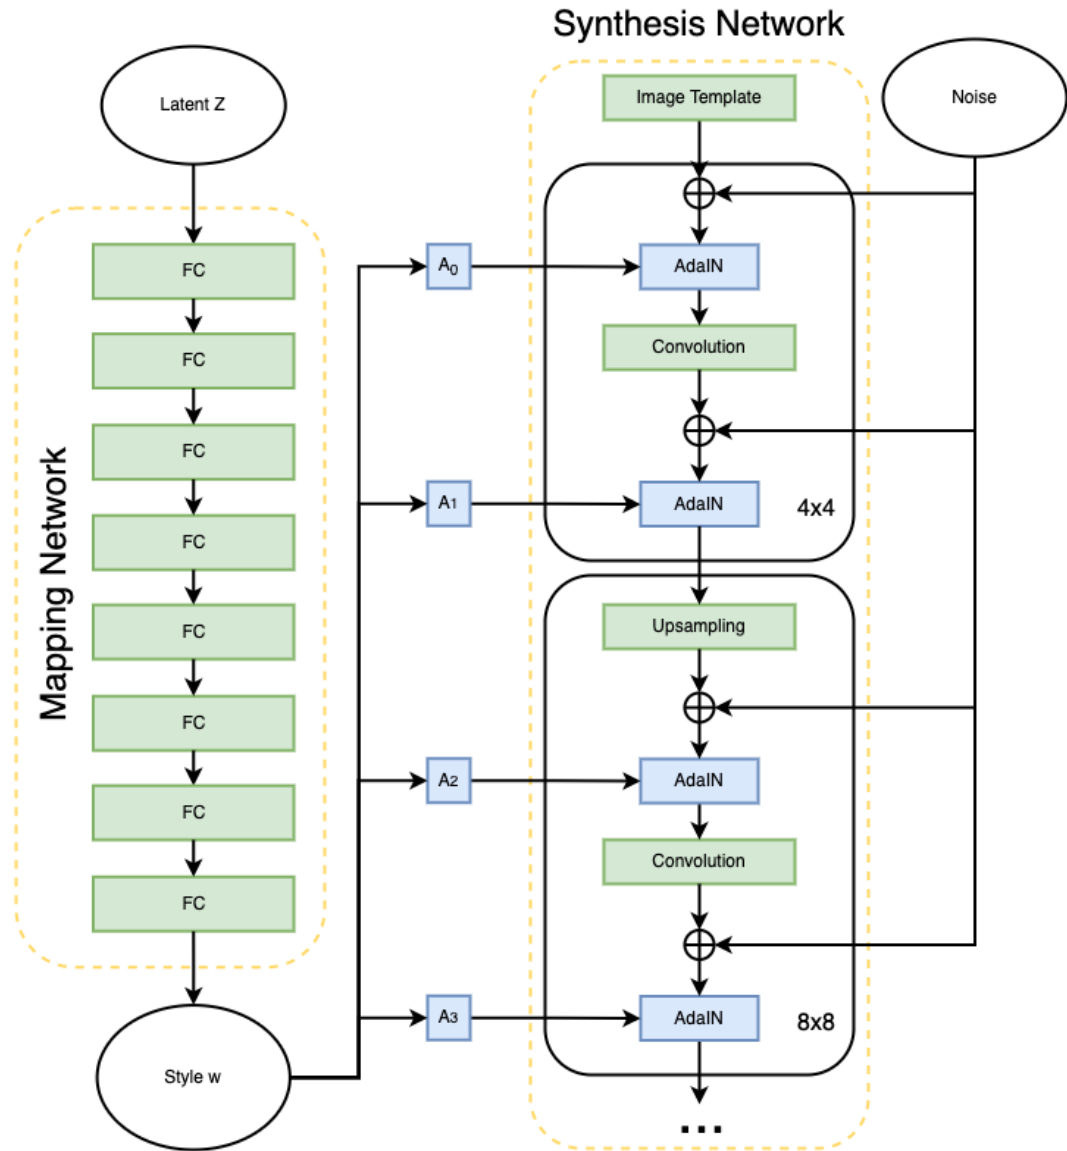 Synthesis Network
Latent Z
Image Template
Noise
Mapping Network
FC
FC
FC
FC
FC
FC
FC
FC
Style w
A0
A1
A2
A3
AdaIN
Convolution
AdaIN
4x4
Upsampling
AdaIN
Convolution
AdaIN
8x8
...